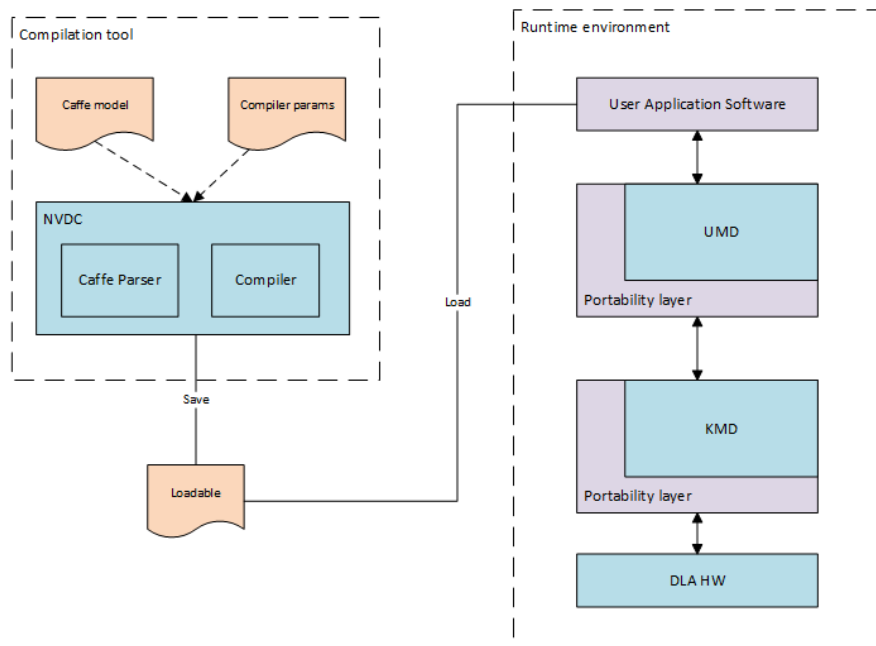 Compilation tool
Caffe model
Compiler params
NVDC
Caffe Parser
Compiler
Save
Loadable
Load
Runtime environment
User Application Software
UMD
Portability layer
KMD
Portability layer
DLA HW